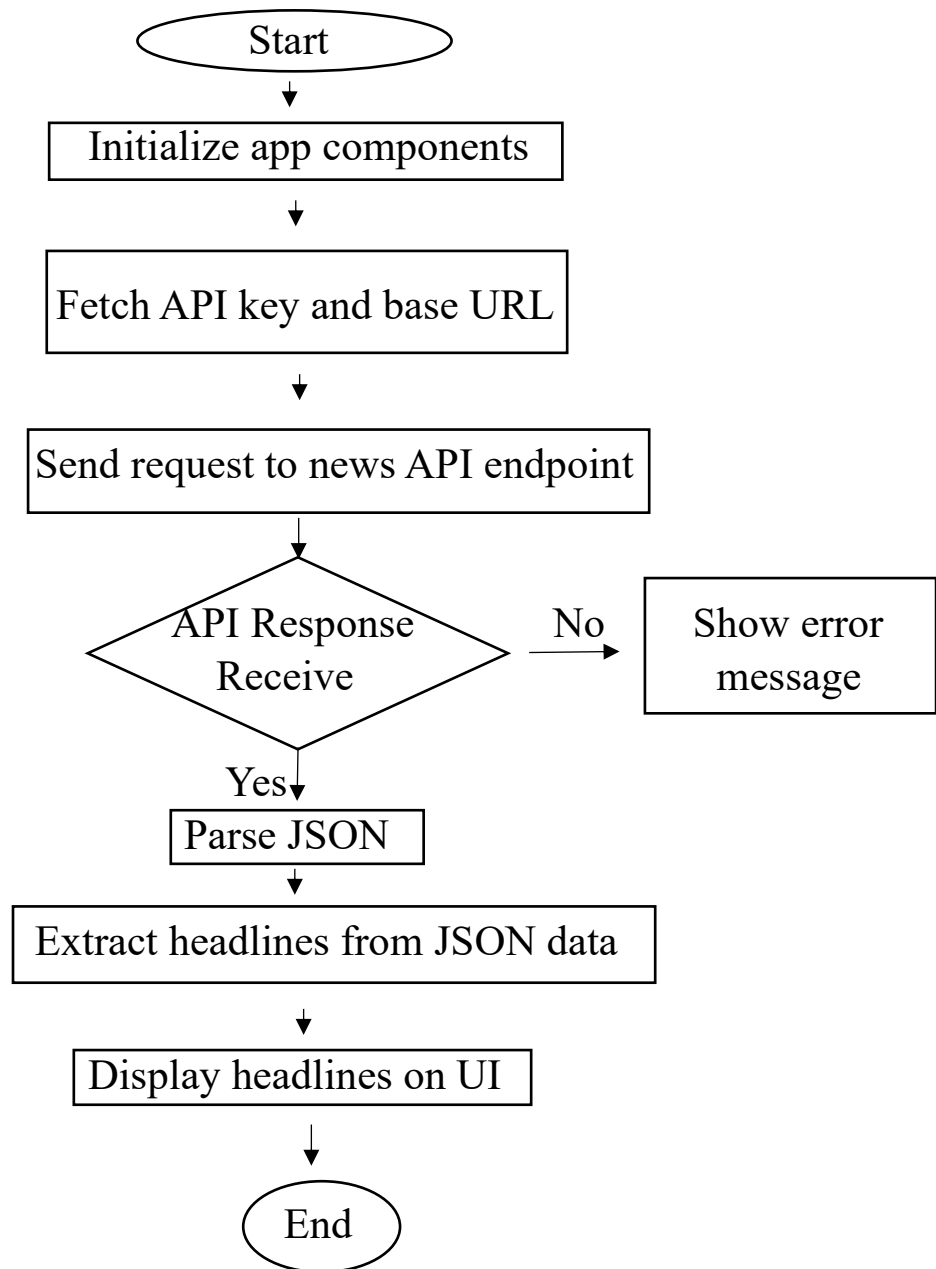 Start
Initialize app components
Fetch API key and base URL
Send request to news API endpoint
API Response
Receive
No
Show error
message
Yes
Parse JSON
Extract headlines from JSON data
Display headlines on UI
End